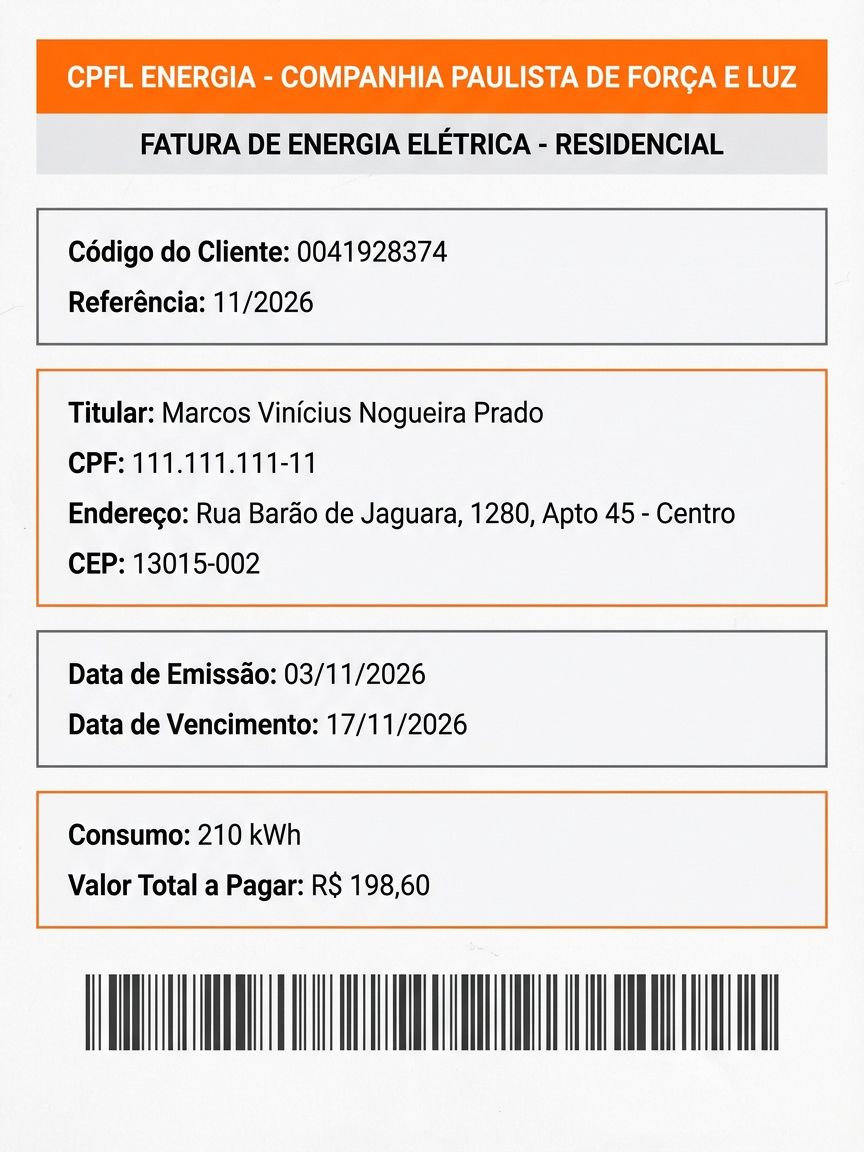 CPFL ENERGIA - COMPANHIA PAULISTA DE FORÇA E LUZ
FATURA DE ENERGIA ELÉTRICA - RESIDENCIAL
Código do Cliente: 0041928374
Referência: 11/2026
Titular: Marcos Vinícius Nogueira Prado
CPF: 111.111.111-11
Endereço: Rua Barão de Jaguara, 1280, Apto 45 - Centro
CEP: 13015-002
Data de Emissão: 03/11/2026
Data de Vencimento: 17/11/2026
Consumo: 210 kWh
Valor Total a Pagar: R$ 198,60